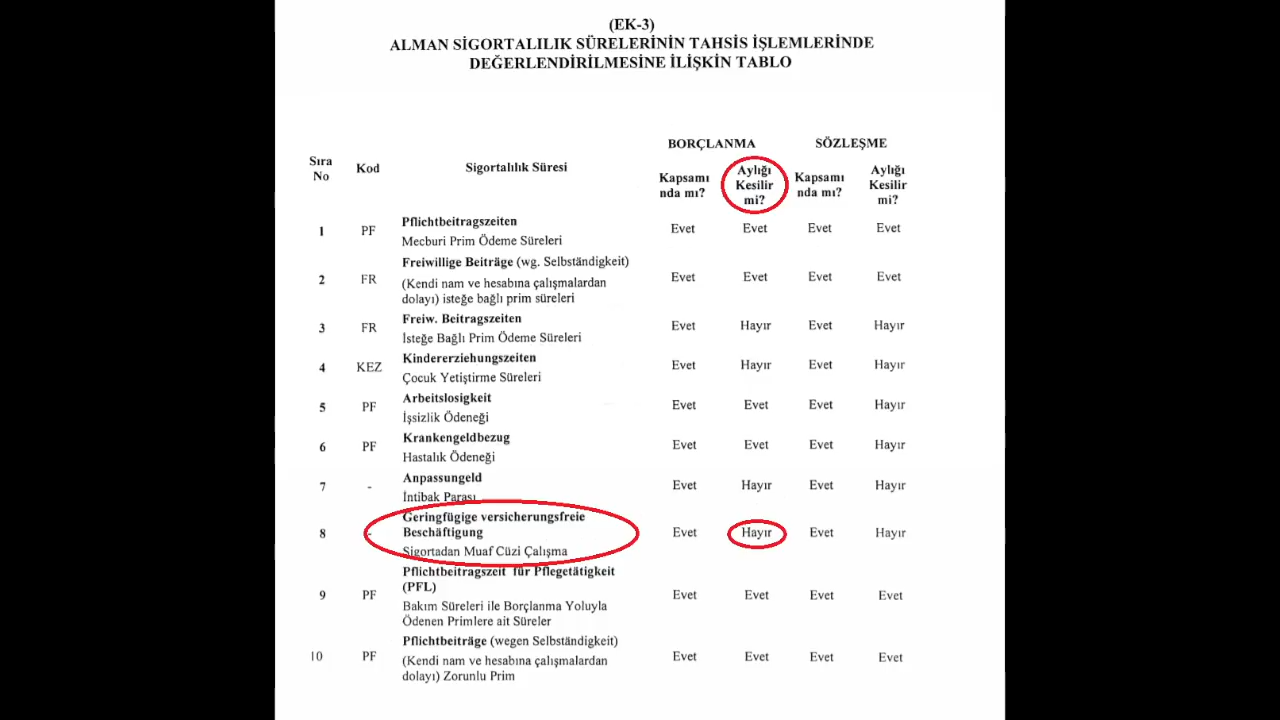 (EK-3)
ALMAN SİGORTALILIK SÜRELERİNİN TAHSİS İŞLEMLERİNDE
DEĞERLENDİRİLMESİNE İLİŞKİN TABLO
BORÇLANMA SÖZLEŞME
Sıra No Kod Sigortalılık Süresi Kapsamı nda mı? Aylığı Kesilir mi? Kapsamı nda mı? Aylığı Kesilir mi?
1 PF Pflichtbeitragszeiten Evet Evet Evet Evet
Mecburi Prim Ödeme Süreleri
2 FR Freiwillige Beiträge (wg. Selbständigkeit) Evet Evet Evet Evet
(Kendi nam ve hesabına çalışmalardan
dolayı) isteğe bağlı prim süreleri
3 FR Freiw. Beitragszeiten Evet Hayır Evet Hayır
İsteğe Bağlı Prim Ödeme Süreleri
4 KEZ Kindererziehungszeiten Evet Hayır Evet Hayır
Çocuk Yetiştirme Süreleri
5 PF Arbeitslosigkeit Evet Evet Evet Hayır
İşsizlik Ödeneği
6 PF Krankengeldbezug Evet Evet Evet Hayır
Hastalık Ödeneği
7 - Anpassungeld Evet Hayır Evet Hayır
İntibak Parası
8 - Geringfügige versicherungsfreie Evet Hayır Evet Hayır
Beschäftigung
Sigortadan Muaf Cüzi Çalışma
9 PF Pflichtbeitragszeit für Pflegetätigkeit Evet Evet Evet Evet
(PFL)
Bakım Süreleri ile Borçlanma Yoluyla
Ödenen Primlere ait Süreler
10 PF Pflichtbeiträge (wegen Selbständigkeit) Evet Evet Evet Evet
(Kendi nam ve hesabına çalışmalardan
dolayı) Zorunlu Prim